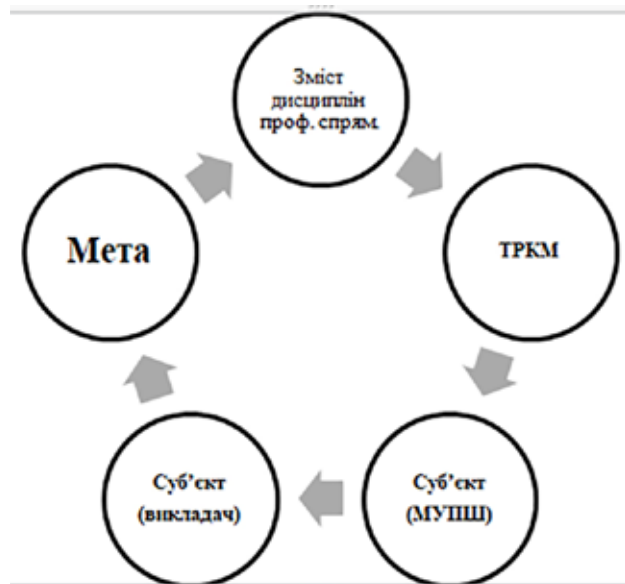 Зміст
дисциплін
проф. спрям.
Мета
ТРКМ
Суб’єкт
(викладач)
Суб’єкт
(МУПШ)